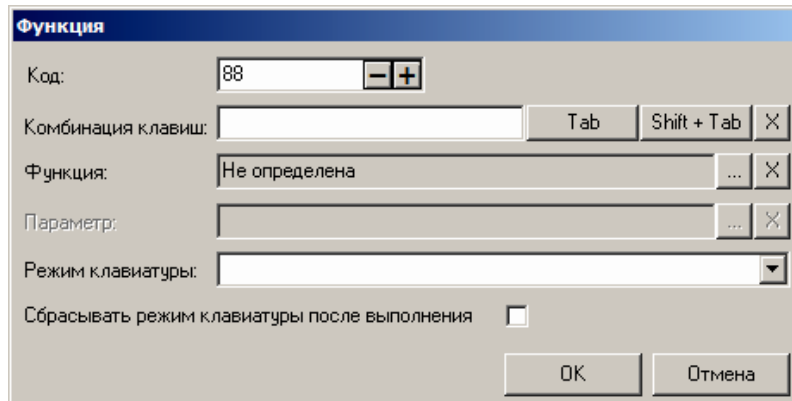 Функция
Код: 88
Комбинация клавиш: Tab Shift + Tab X
Функция: Не определена ... X
Параметр: ... X
Режим клавиатуры:
Сбрасывать режим клавиатуры после выполнения
OK Отмена